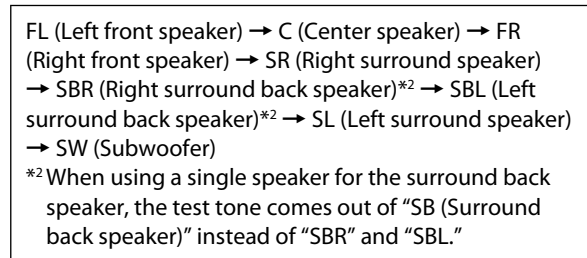 FL (Left front speaker) → C (Center speaker) → FR
(Right front speaker) → SR (Right surround speaker)
→ SBR (Right surround back speaker)*2 → SBL (Left
surround back speaker)*2 → SL (Left surround speaker)
→ SW (Subwoofer)
*2 When using a single speaker for the surround back
speaker, the test tone comes out of “SB (Surround
back speaker)” instead of “SBR” and “SBL.”